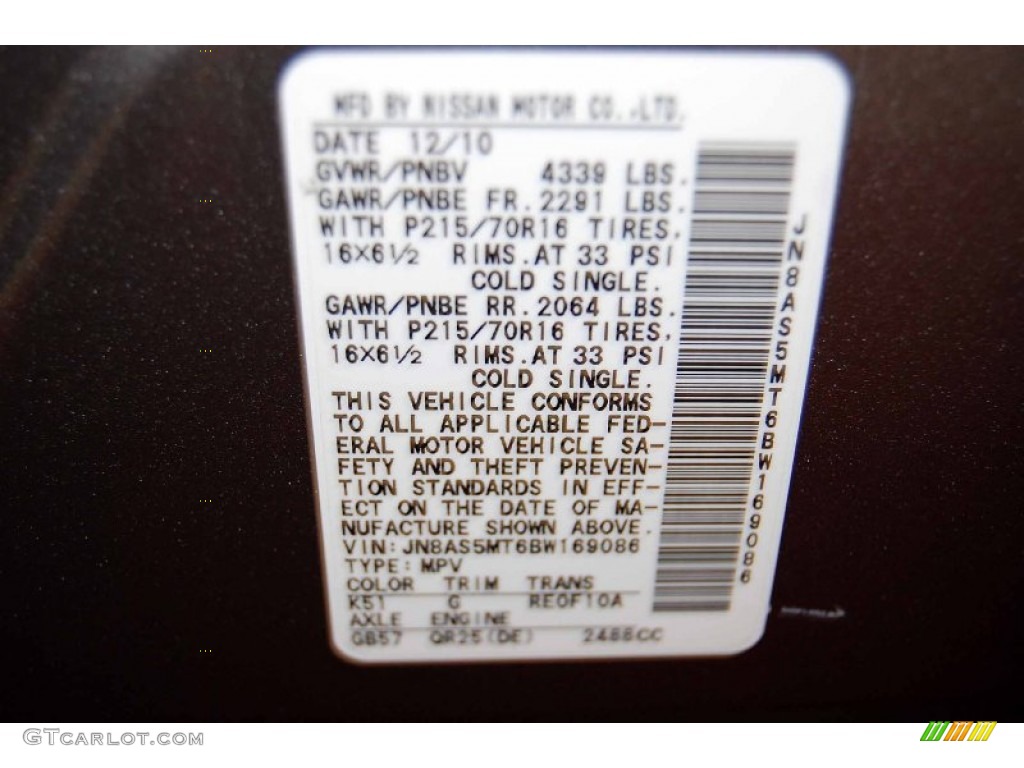 MFD BY NISSAN MOTOR CO.,LTD.
DATE 12/10
GVWR/PNBV 4339 LBS.
GAWR/PNBE FR.2291 LBS.
WITH P215/70R16 TIRES,
16X6½ RIMS.AT 33 PSI
COLD SINGLE.
GAWR/PNBE RR.2064 LBS.
WITH P215/70R16 TIRES,
16X6½ RIMS.AT 33 PSI
COLD SINGLE.
THIS VEHICLE CONFORMS
TO ALL APPLICABLE FED-
ERAL MOTOR VEHICLE SA-
FETY AND THEFT PREVEN-
TION STANDARDS IN EFF-
ECT ON THE DATE OF MA-
NUFACTURE SHOWN ABOVE.
VIN:JN8AS5MT6BW169086
TYPE:MPV
COLOR TRIM TRANS
K51 G RE0F10A
AXLE ENGINE
GB57 QR25(DE) 2488CC
JN8AS5MT6BW169086
GTCARLOT.COM